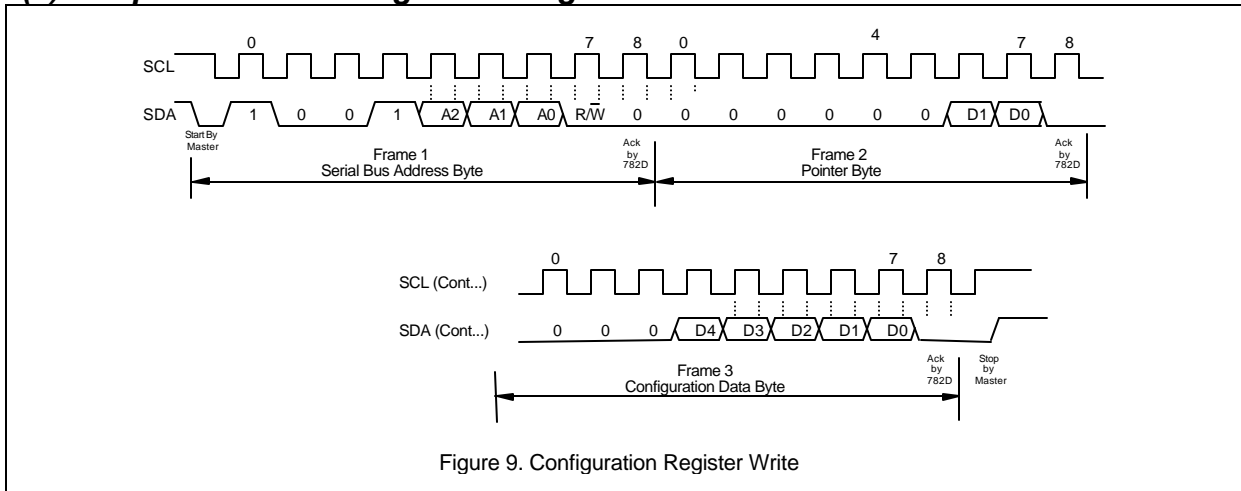 0 7 8 0 4 7 8
SCL
SDA 1 0 0 1 A2 A1 A0 R/W 0 0 0 0 0 0 0 D1 D0
Start By
Master
Ack
by
782D
Ack
by
782D
Frame 1
Serial Bus Address Byte
Frame 2
Pointer Byte
0 7 8
SCL (Cont...)
SDA (Cont...) 0 0 0 D4 D3 D2 D1 D0
Ack
by
782D
Stop
by
Master
Frame 3
Configuration Data Byte
Figure 9. Configuration Register Write